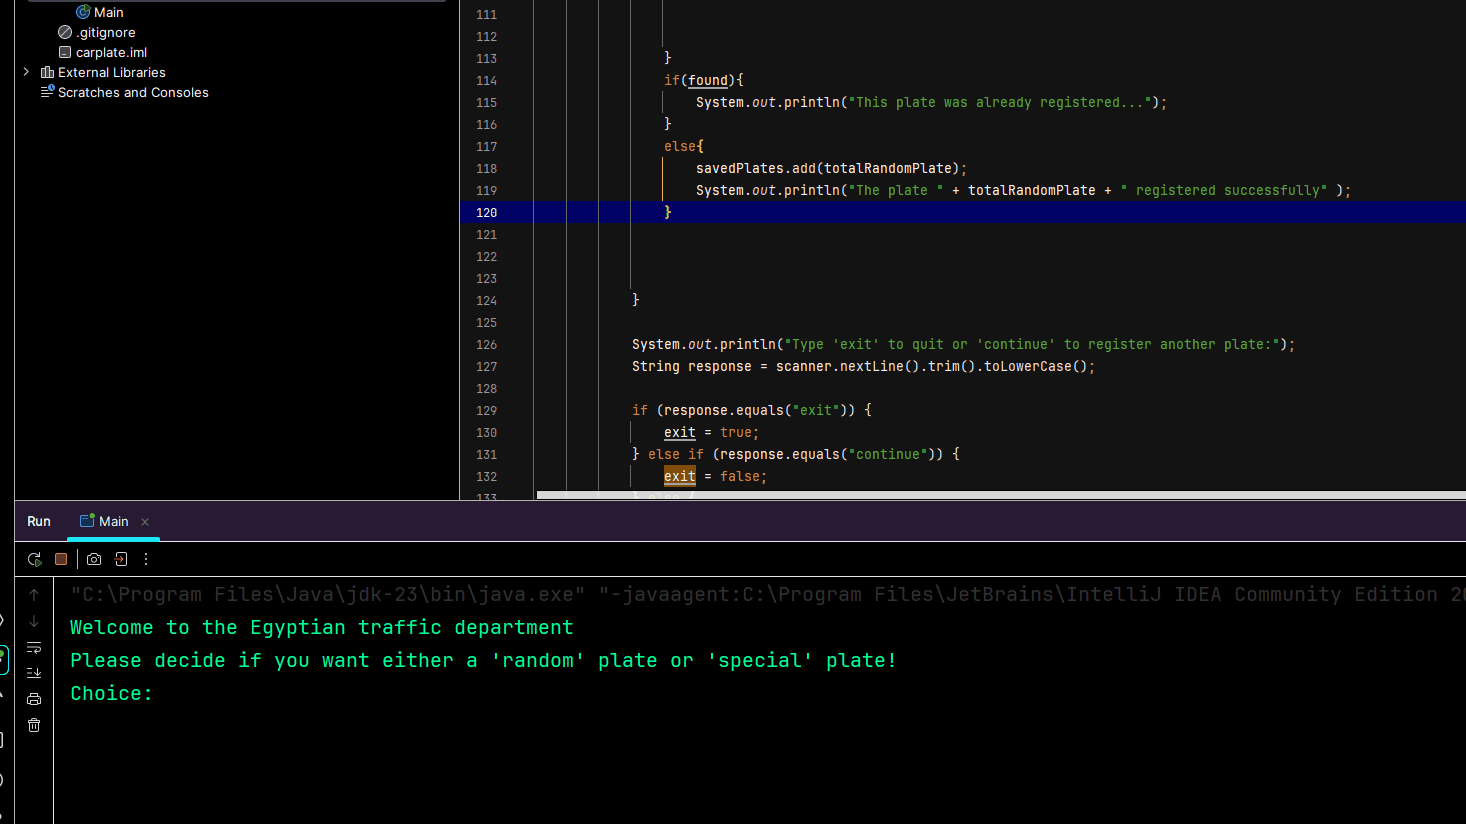 Main
.gitignore
carplate.iml
External Libraries
Scratches and Consoles
111
112
113 }
114 if(found){
115 System.out.println("This plate was already registered...");
116 }
117 else{
118 savedPlates.add(totalRandomPlate);
119 System.out.println("The plate " + totalRandomPlate + " registered successfully" );
120 }
121
122
123
124 }
125
126 System.out.println("Type 'exit' to quit or 'continue' to register another plate:");
127 String response = scanner.nextLine().trim().toLowerCase();
128
129 if (response.equals("exit")) {
130 exit = true;
131 } else if (response.equals("continue")) {
132 exit = false;
133 } else {
Run Main
"C:\Program Files\Java\jdk-23\bin\java.exe" "-javaagent:C:\Program Files\JetBrains\IntelliJ IDEA Community Edition 20
Welcome to the Egyptian traffic department
Please decide if you want either a 'random' plate or 'special' plate!
Choice: